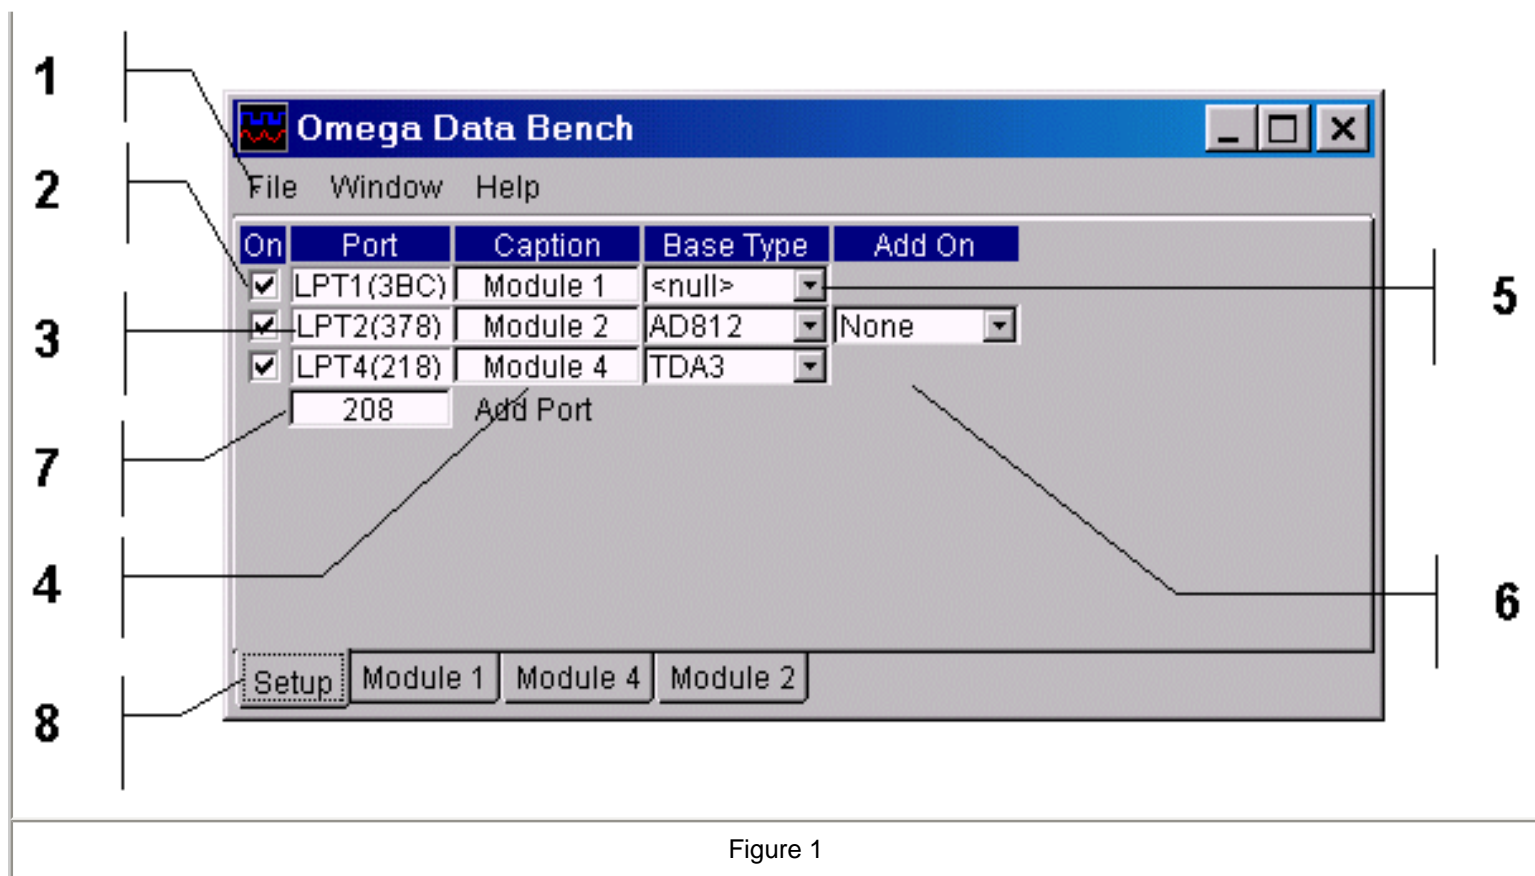 1
Omega Data Bench
2
File Window Help
On Port Caption Base Type Add On
LPT1(3BC) Module 1 <null>
5
3
LPT2(378) Module 2 AD812 None
LPT4(218) Module 4 TDA3
208 Add Port
7
4
6
Setup Module 1 Module 4 Module 2
8
Figure 1